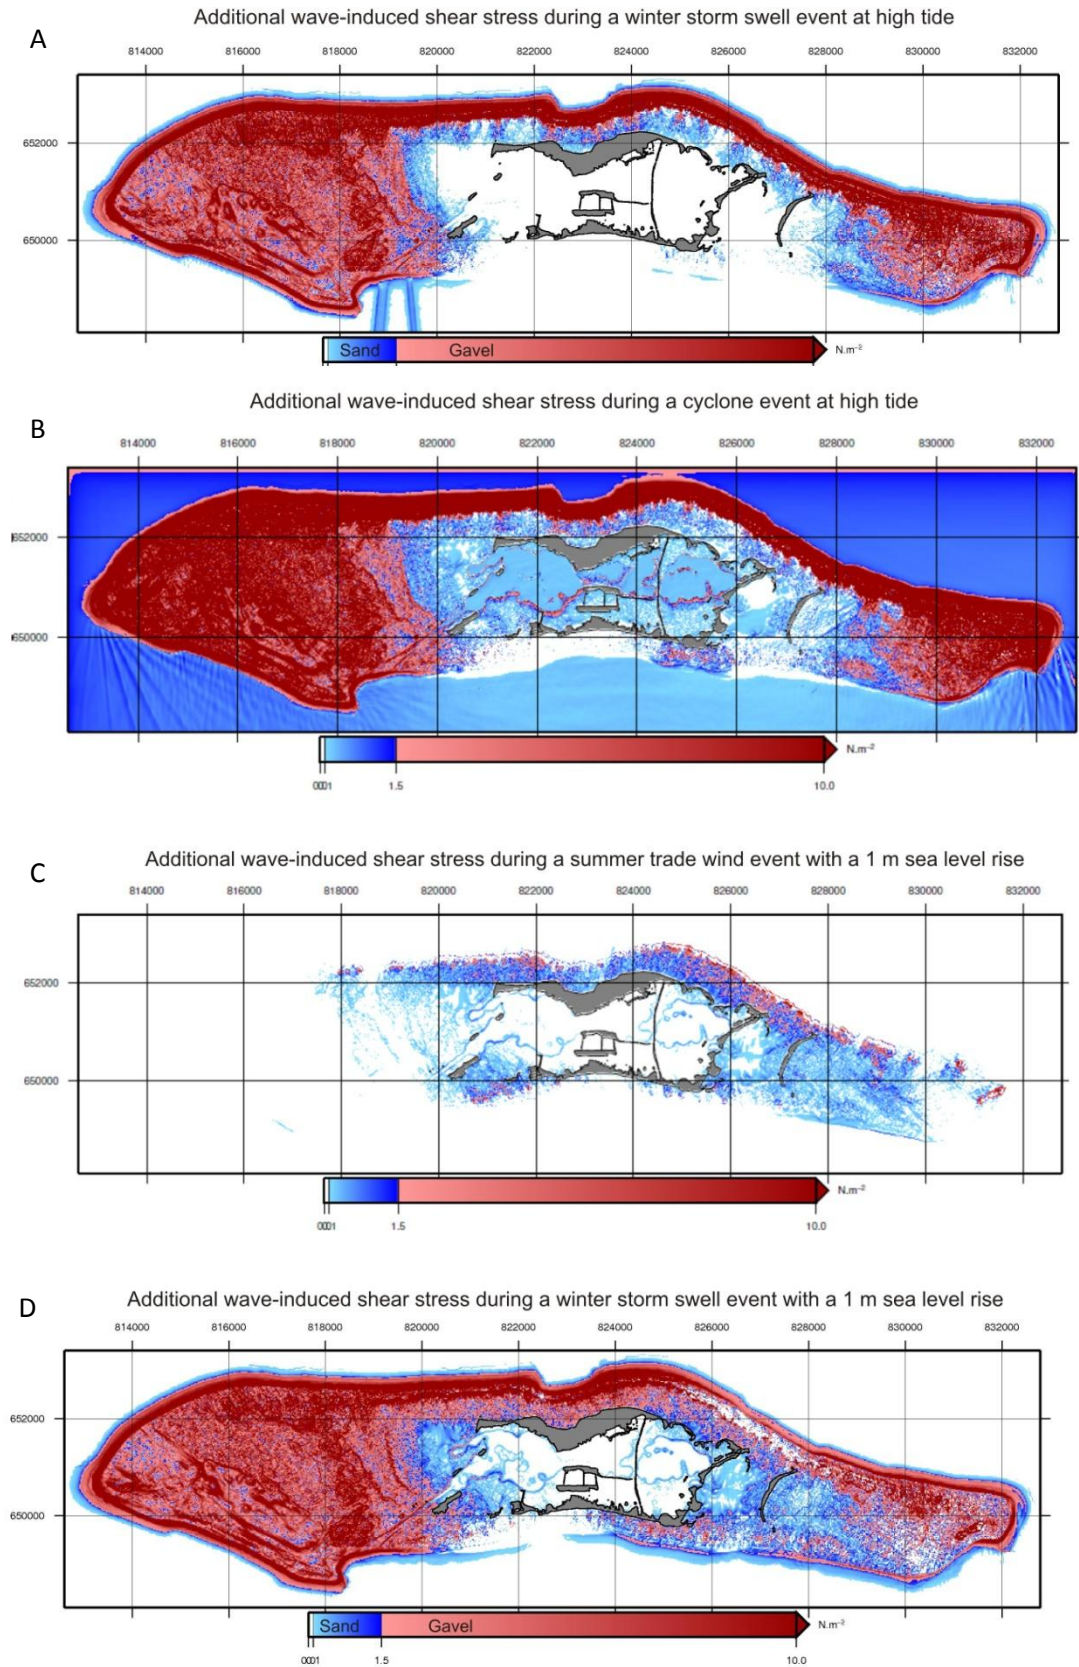 Additional wave-induced shear stress during a winter storm swell event at high tide
A
814000 816000 818000 820000 822000 824000 826000 828000 830000 832000
652000
650000
Sand Gavel N.m⁻²
Additional wave-induced shear stress during a cyclone event at high tide
B
814000 816000 818000 820000 822000 824000 826000 828000 830000 832000
652000
650000
N.m⁻²
1.5 10.0
Additional wave-induced shear stress during a summer trade wind event with a 1 m sea level rise
C
814000 816000 818000 820000 822000 824000 826000 828000 830000 832000
652000
650000
N.m⁻²
1.5 10.0
Additional wave-induced shear stress during a winter storm swell event with a 1 m sea level rise
D
814000 816000 818000 820000 822000 824000 826000 828000 830000 832000
652000
650000
Sand Gavel N.m⁻²
1.5 10.0